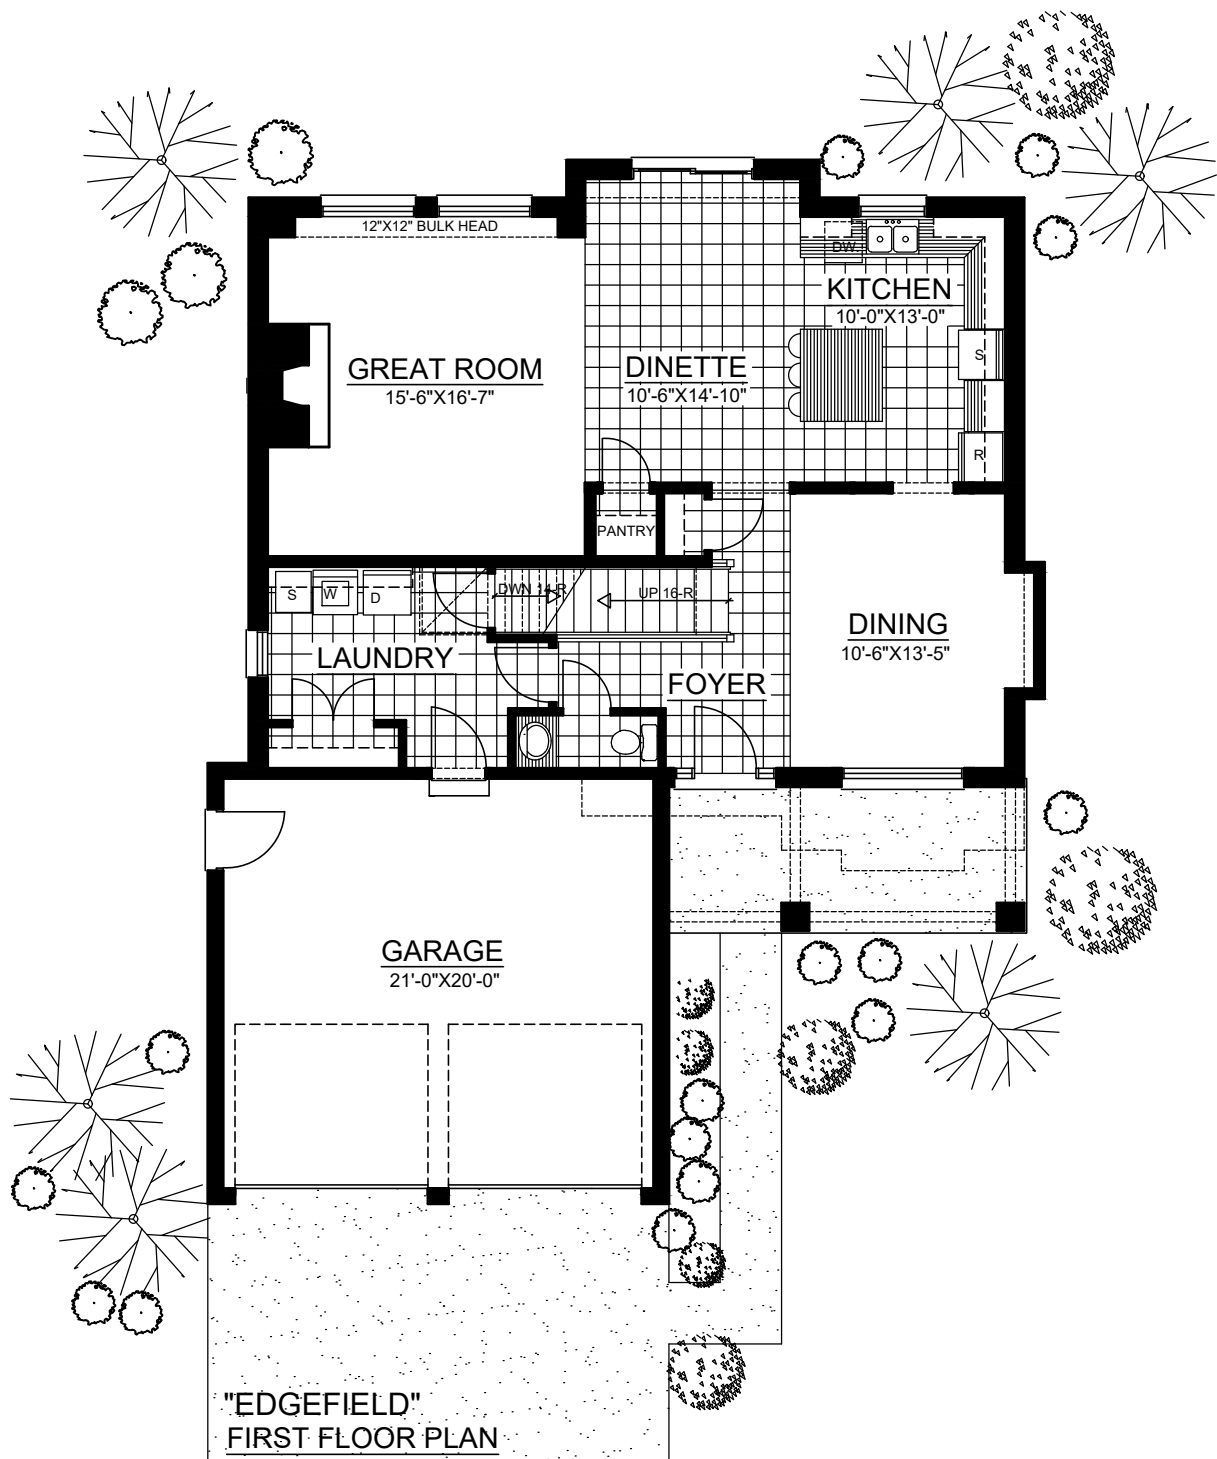 12"X12" BULK HEAD
DW.
KITCHEN
10'-0"X13'-0"
GREAT ROOM
15'-6"X16'-7"
DINETTE
10'-6"X14'-10"
S
R
PANTRY
S
W
D
DWN 14-R
UP 16-R
LAUNDRY
FOYER
DINING
10'-6"X13'-5"
GARAGE
21'-0"X20'-0"
"EDGEFIELD"
FIRST FLOOR PLAN